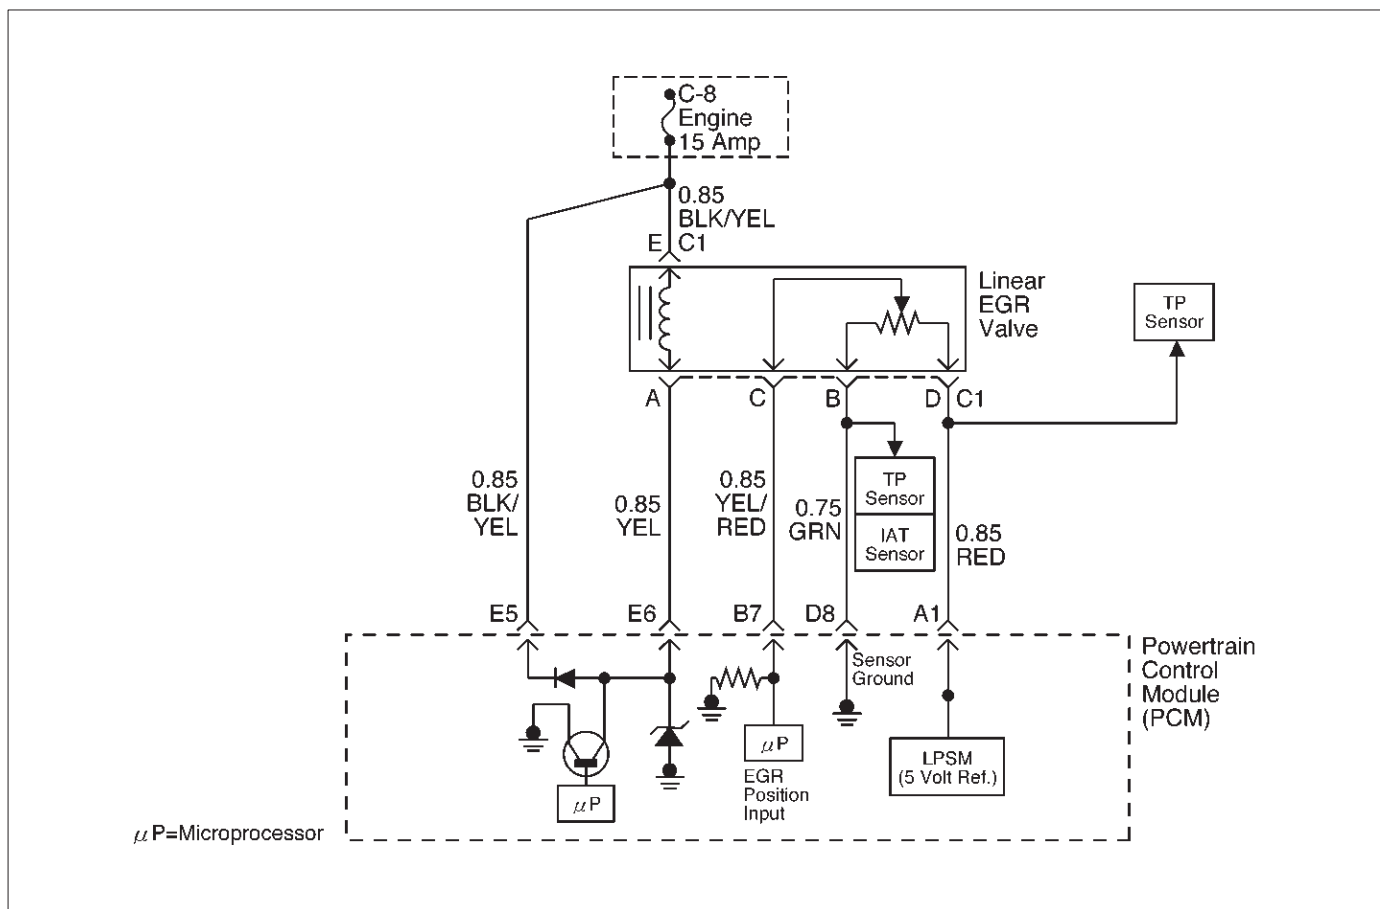 C-8
Engine
15 Amp
0.85
BLK/YEL
E C1
Linear
EGR
Valve
TP
Sensor
A C B D C1
0.85
BLK/
YEL
0.85
YEL
0.85
YEL/
RED
0.75
GRN
TP
Sensor
IAT
Sensor
0.85
RED
E5 E6 B7 D8 A1
Sensor
Ground
Powertrain
Control
Module
(PCM)
μP
μP
EGR
Position
Input
LPSM
(5 Volt Ref.)
μP=Microprocessor